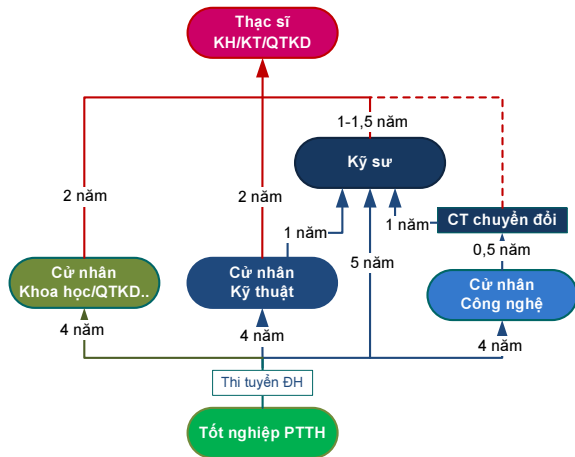 Thạc sĩ
KH/KT/QTKD
1-1,5 năm
Kỹ sư
2 năm
2 năm
1 năm
1 năm
CT chuyển đổi
5 năm
0,5 năm
Cử nhân
Khoa học/QTKD..
Cử nhân
Kỹ thuật
Cử nhân
Công nghệ
4 năm
4 năm
4 năm
Thi tuyển ĐH
Tốt nghiệp PTTH